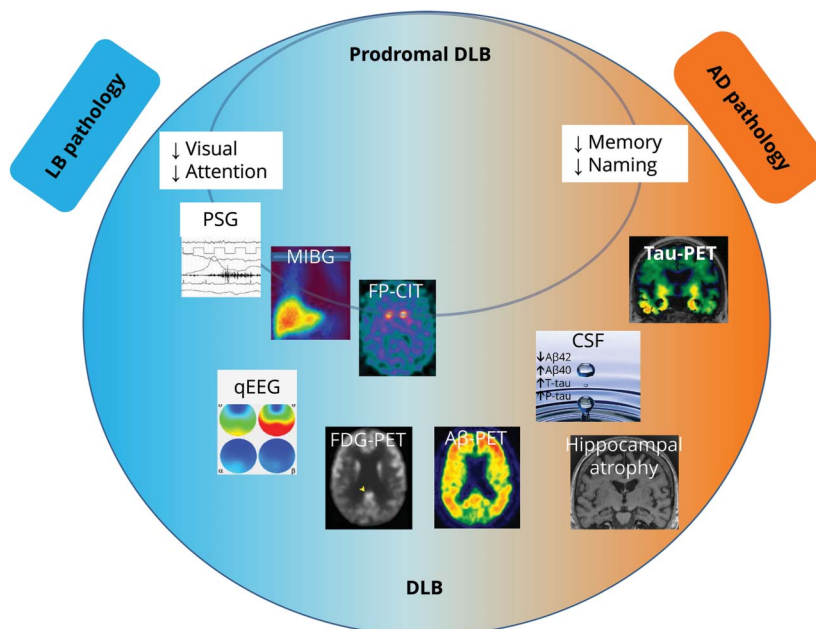 Prodromal DLB
LB pathology
AD pathology
↓ Visual
↓ Attention
↓ Memory
↓ Naming
PSG
MIBG
FP-CIT
Tau-PET
CSF
↓Aβ42
↑Aβ40
↑T-tau
↑P-tau
qEEG
α
β
FDG-PET
Aβ-PET
Hippocampal
atrophy
DLB